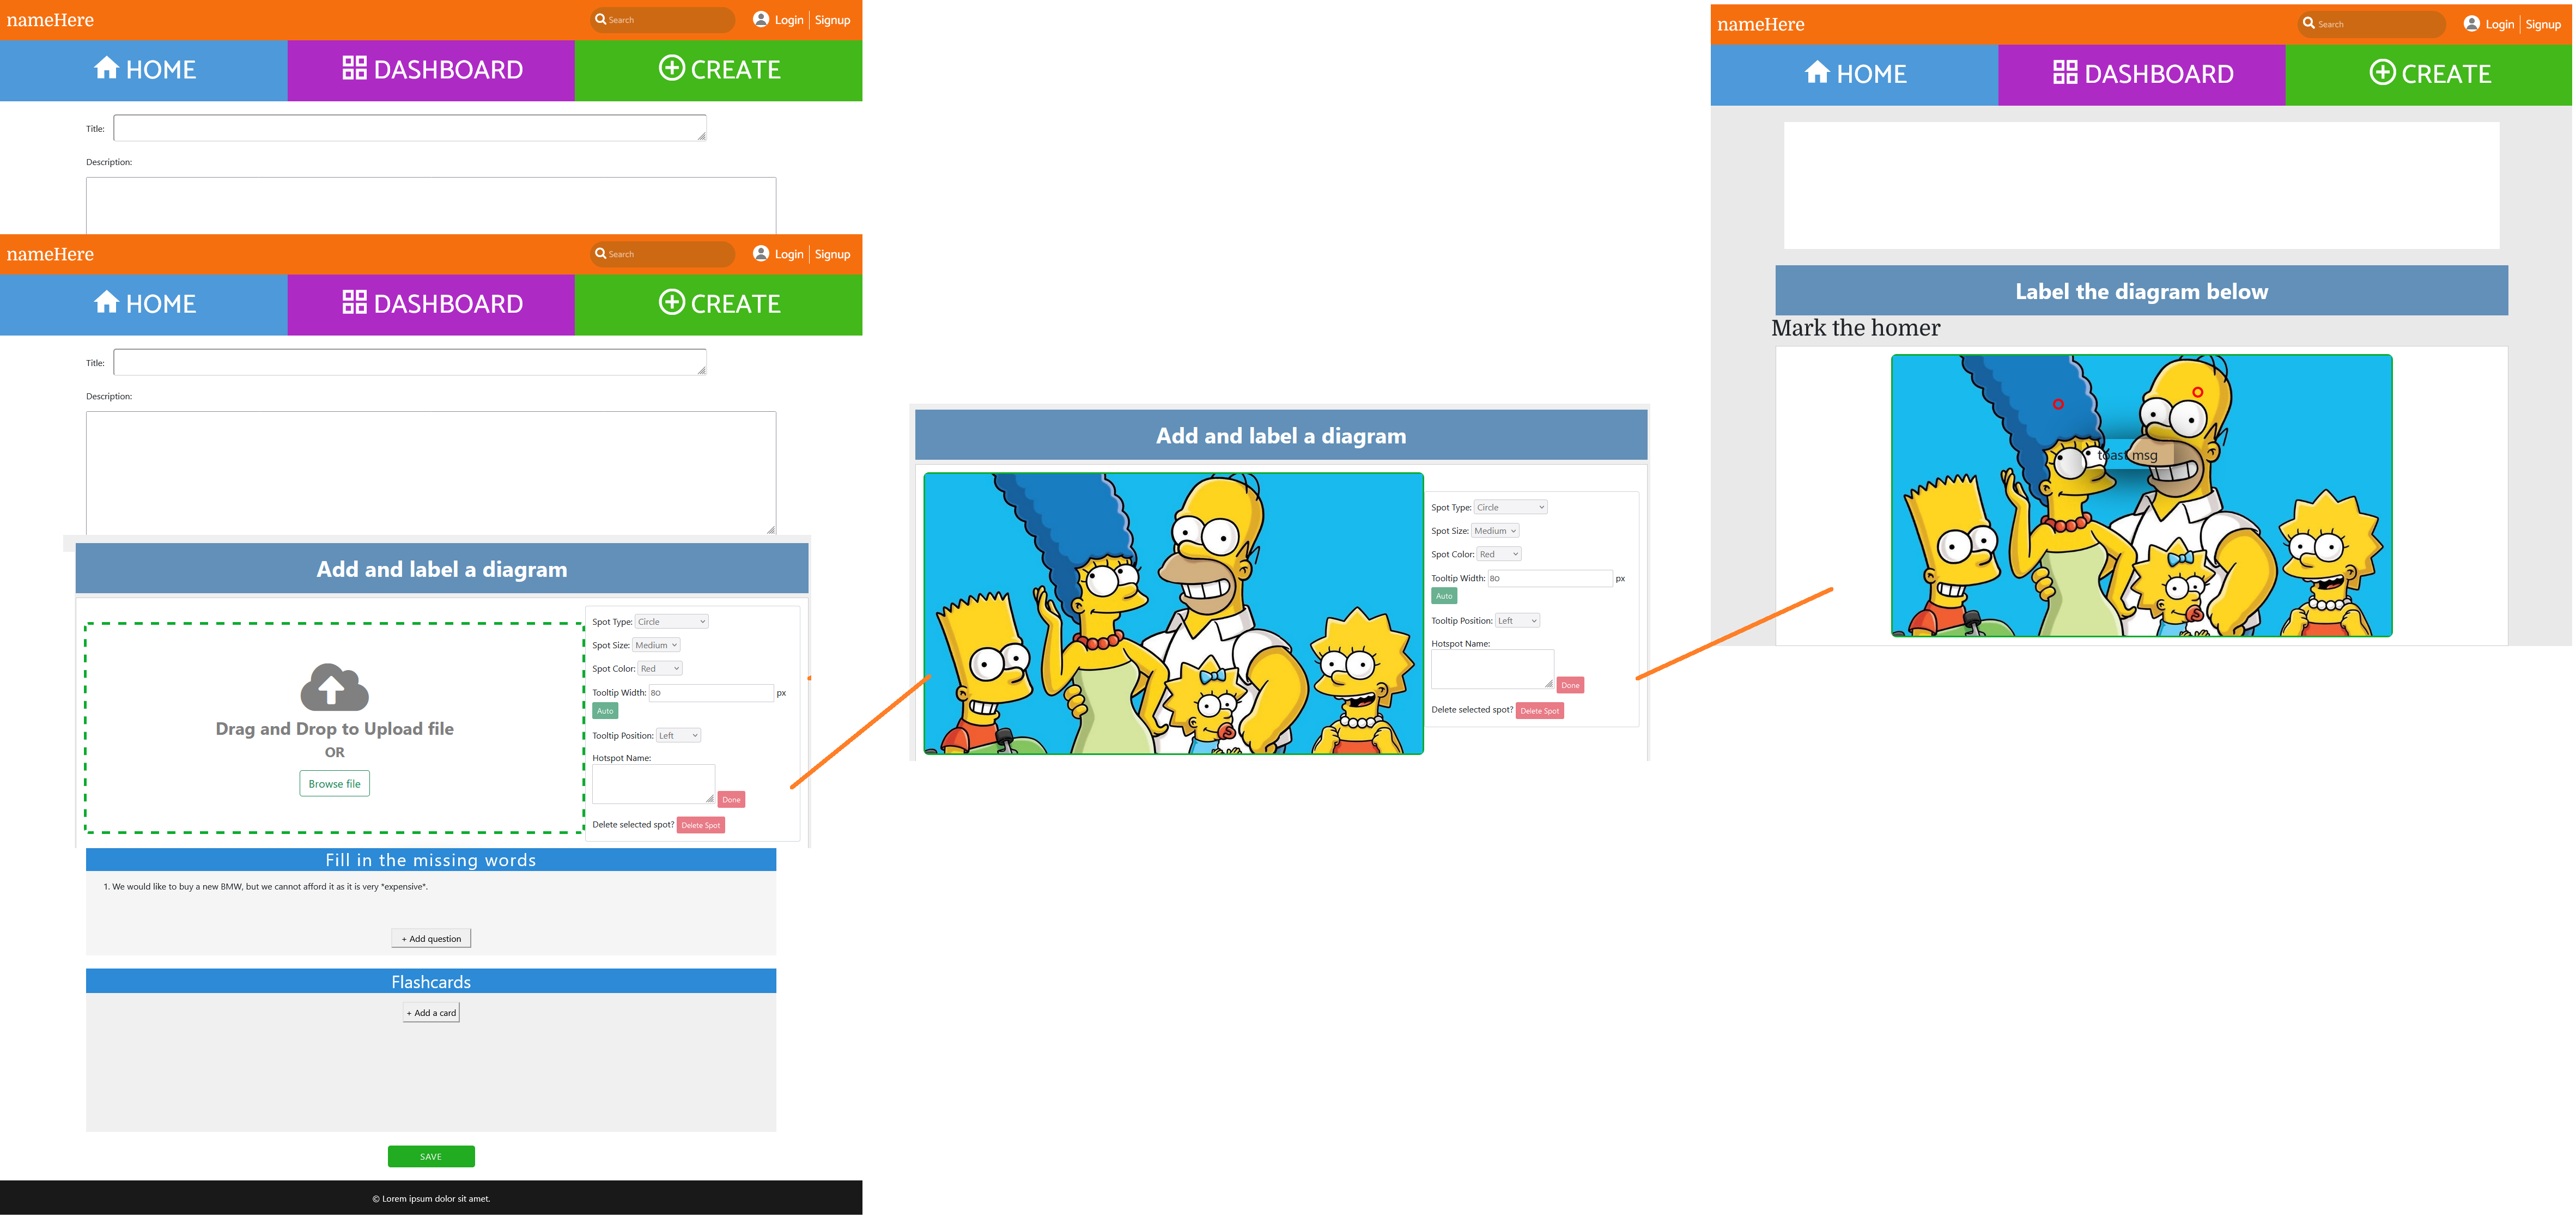 nameHere Search Login Signup
HOME DASHBOARD CREATE
Title:
Description:
nameHere Search Login Signup
HOME DASHBOARD CREATE
Title:
Description:
Add and label a diagram
Drag and Drop to Upload file
OR
Browse file
Spot Type: Circle
Spot Size: Medium
Spot Color: Red
Tooltip Width: 80 px
Auto
Tooltip Position: Left
Hotspot Name:
Done
Delete selected spot? Delete Spot
Fill in the missing words
1. We would like to buy a new BMW, but we cannot afford it as it is very *expensive*.
+ Add question
Flashcards
+ Add a card
SAVE
© Lorem ipsum dolor sit amet.
Add and label a diagram
Spot Type: Circle
Spot Size: Medium
Spot Color: Red
Tooltip Width: 80 px
Auto
Tooltip Position: Left
Hotspot Name:
Done
Delete selected spot? Delete Spot
nameHere Search Login Signup
HOME DASHBOARD CREATE
Label the diagram below
Mark the homer
toast msg